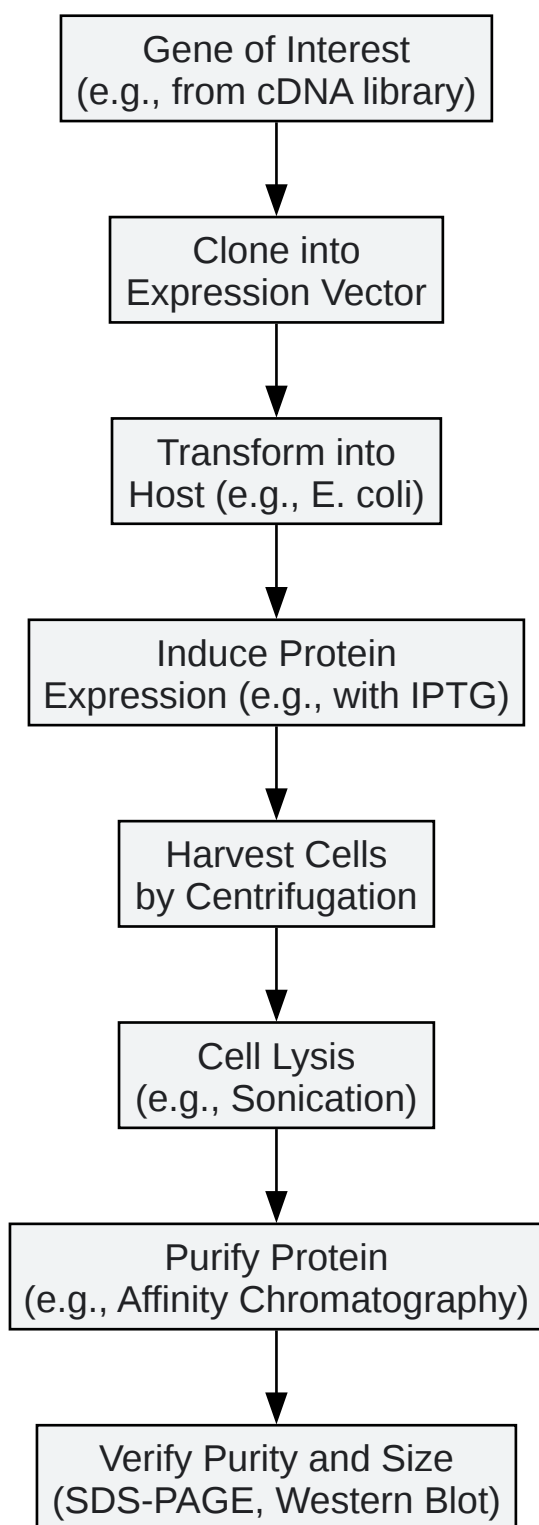 Gene of Interest
(e.g., from cDNA library)
Clone into
Expression Vector
Transform into
Host (e.g., E. coli)
Induce Protein
Expression (e.g., with IPTG)
Harvest Cells
by Centrifugation
Cell Lysis
(e.g., Sonication)
Purify Protein
(e.g., Affinity Chromatography)
Verify Purity and Size
(SDS-PAGE, Western Blot)